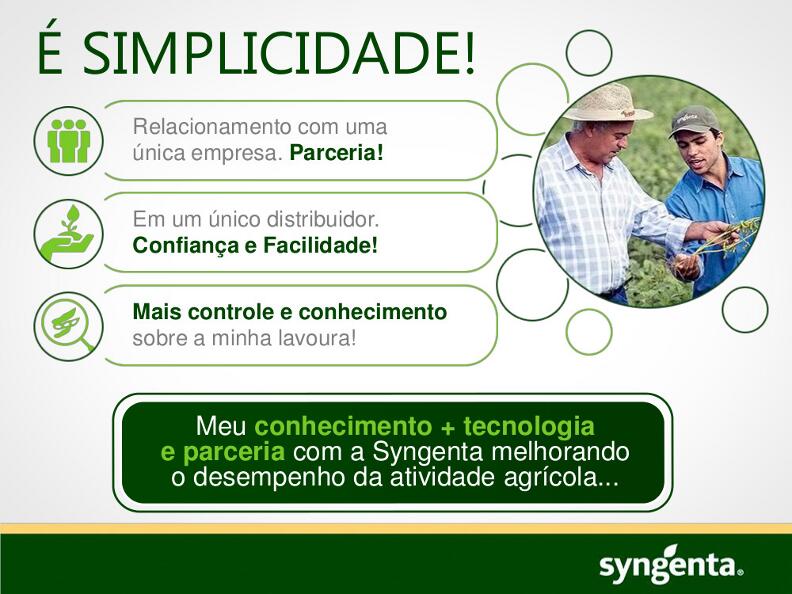 É SIMPLICIDADE!
Relacionamento com uma
única empresa. Parceria!
Em um único distribuidor.
Confiança e Facilidade!
Mais controle e conhecimento
sobre a minha lavoura!
syngenta
Meu conhecimento + tecnologia
e parceria com a Syngenta melhorando
o desempenho da atividade agrícola...
syngenta®